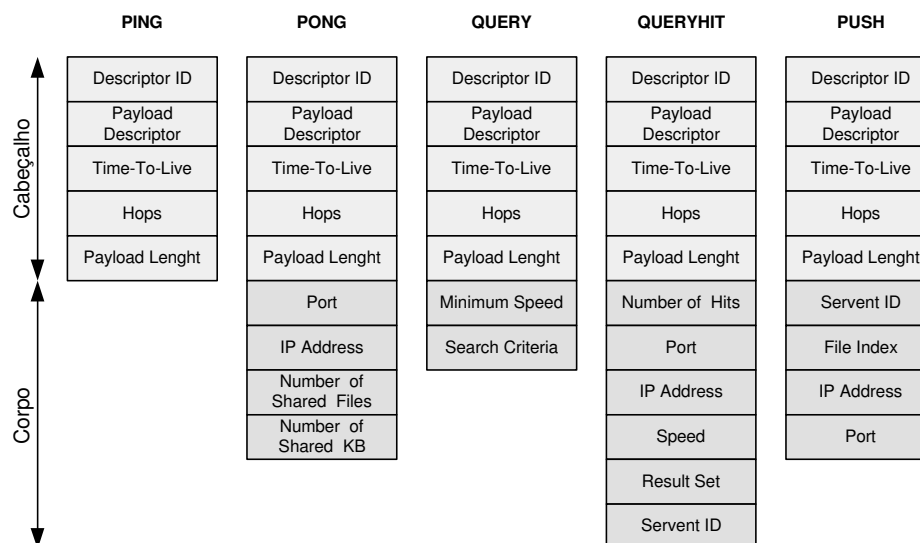 PING
PONG
QUERY
QUERYHIT
PUSH
Cabeçalho
Corpo
Descriptor ID
Payload
Descriptor
Time-To-Live
Hops
Payload Lenght
Descriptor ID
Payload
Descriptor
Time-To-Live
Hops
Payload Lenght
Port
IP Address
Number of
Shared Files
Number of
Shared KB
Descriptor ID
Payload
Descriptor
Time-To-Live
Hops
Payload Lenght
Minimum Speed
Search Criteria
Descriptor ID
Payload
Descriptor
Time-To-Live
Hops
Payload Lenght
Number of Hits
Port
IP Address
Speed
Result Set
Servent ID
Descriptor ID
Payload
Descriptor
Time-To-Live
Hops
Payload Lenght
Servent ID
File Index
IP Address
Port